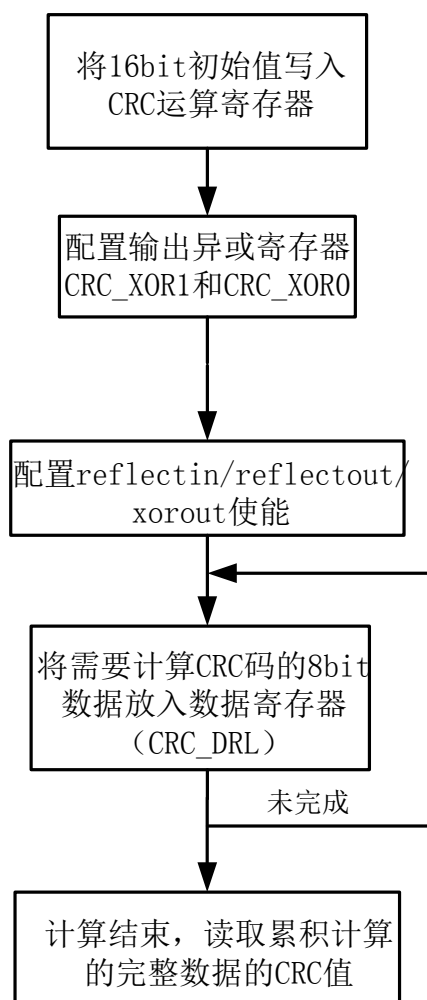 将16bit初始值写入
CRC运算寄存器
配置输出异或寄存器
CRC_XOR1和CRC_XOR0
配置reflectin/reflectout/
xorout使能
将需要计算CRC码的8bit
数据放入数据寄存器
（CRC_DRL）
未完成
计算结束，读取累积计算
的完整数据的CRC值